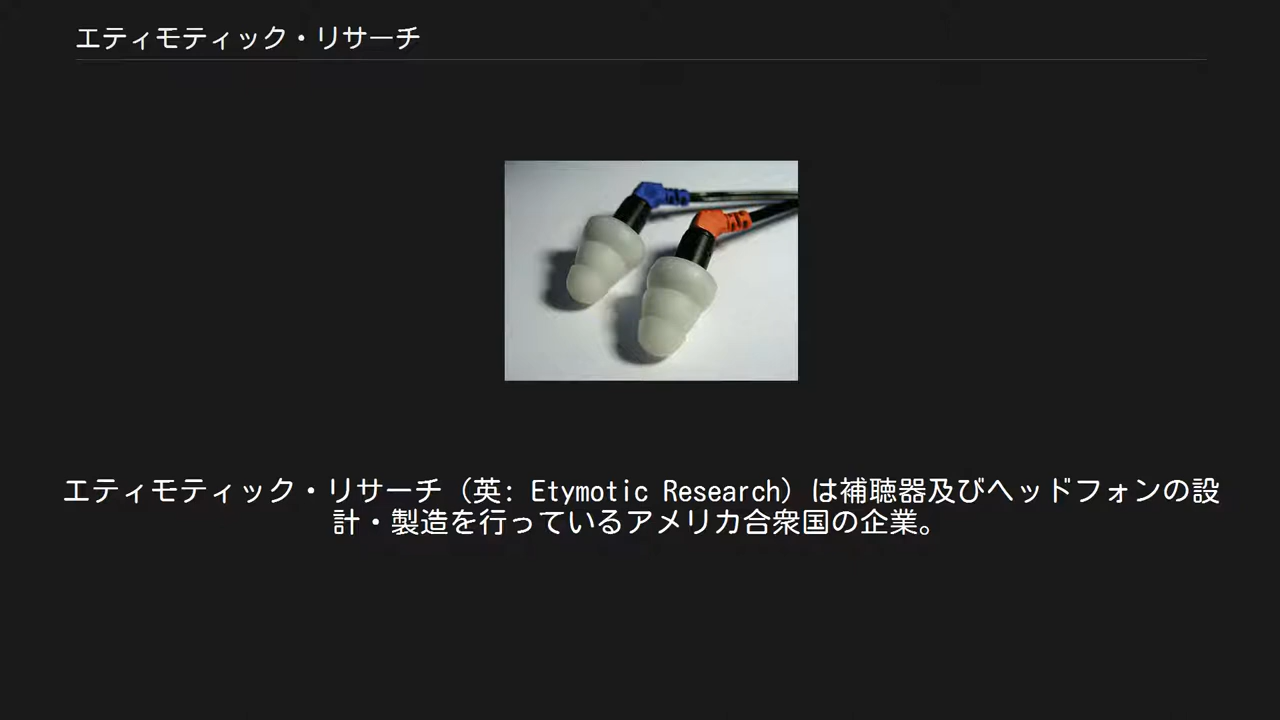 エティモティック・リサーチ
エティモティック・リサーチ（英: Etymotic Research）は補聴器及びヘッドフォンの設
計・製造を行っているアメリカ合衆国の企業。